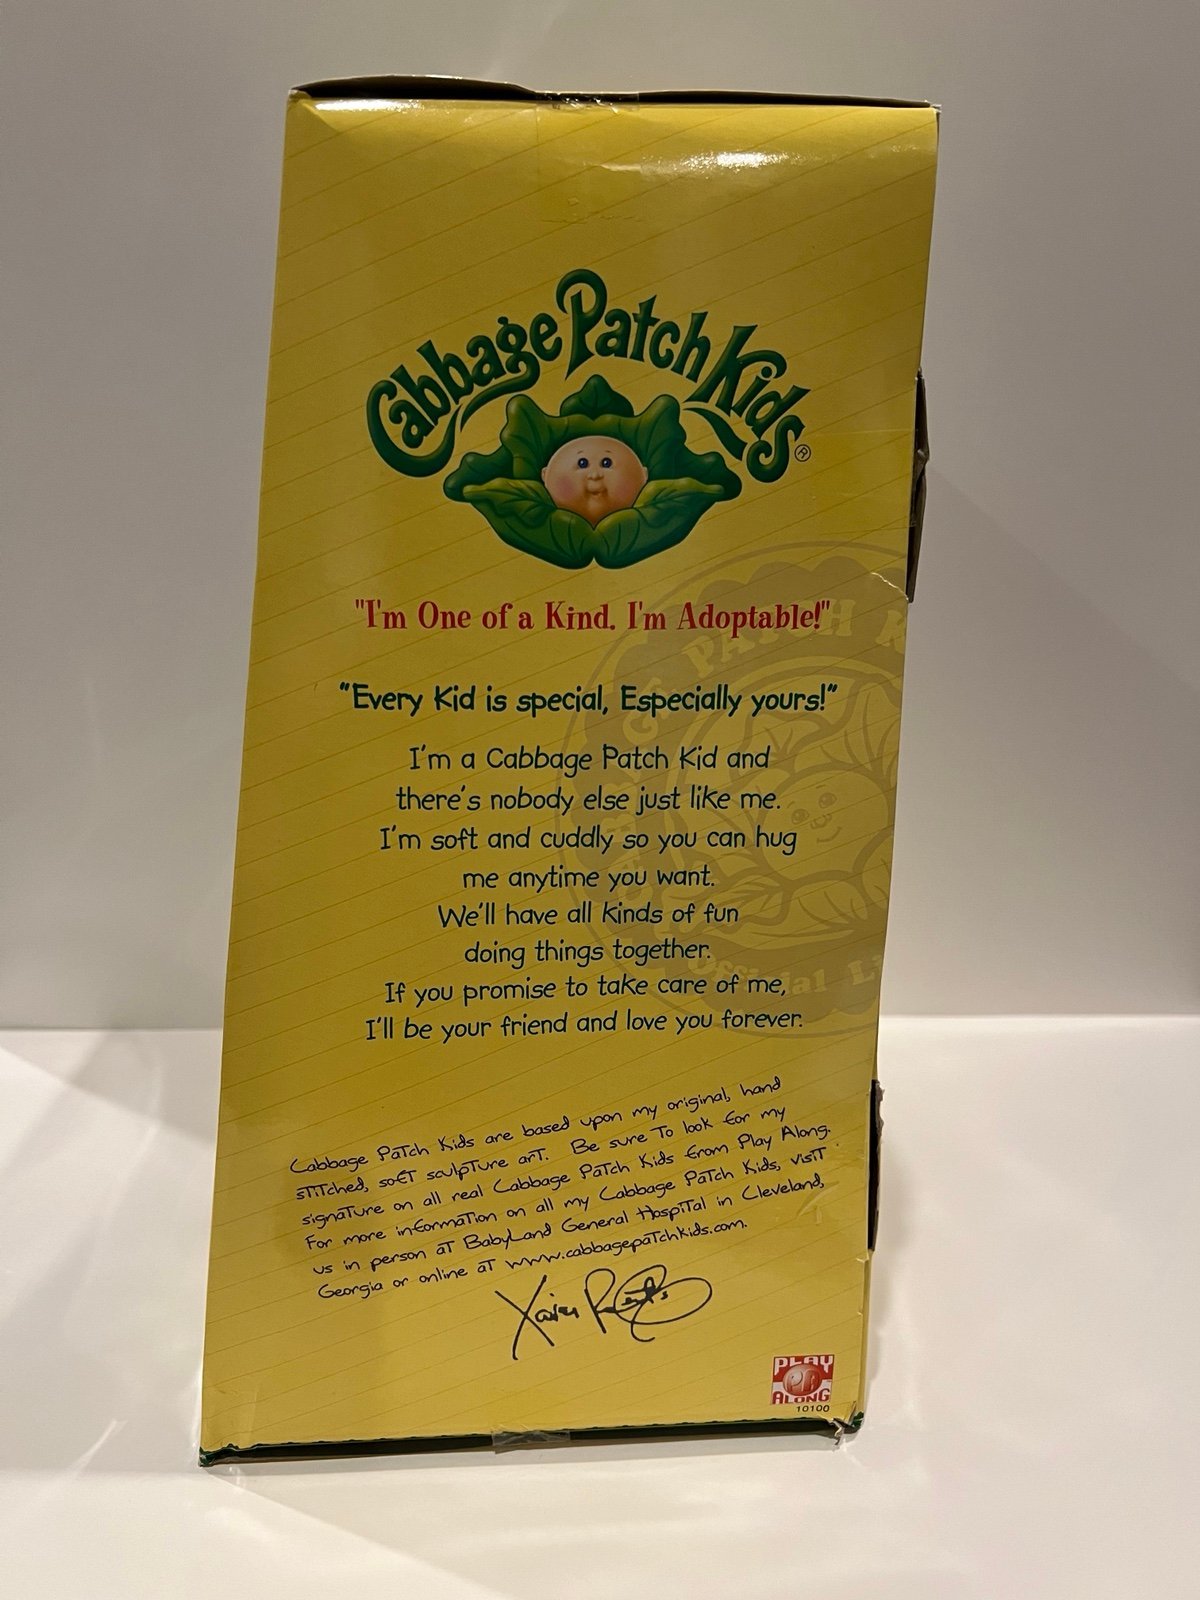 Cabbage Patch Kids®
"I'm One of a Kind. I'm Adoptable!"
"Every Kid is special, Especially yours!"
I'm a Cabbage Patch Kid and
there's nobody else just like me.
I'm soft and cuddly so you can hug
me anytime you want.
We'll have all kinds of fun
doing things together.
If you promise to take care of me,
I'll be your friend and love you forever.
Cabbage Patch Kids are based upon my original, hand
stitched, soft sculpture art. Be sure to look for my
signature on all real Cabbage Patch Kids from Play Along.
For more information on all my Cabbage Patch Kids, visit
us in person at BabyLand General Hospital in Cleveland,
Georgia or online at www.cabbagepatchkids.com.
Xavier Roberts
PLAY
PA
ALONG
10100
PATCH K
Official Li